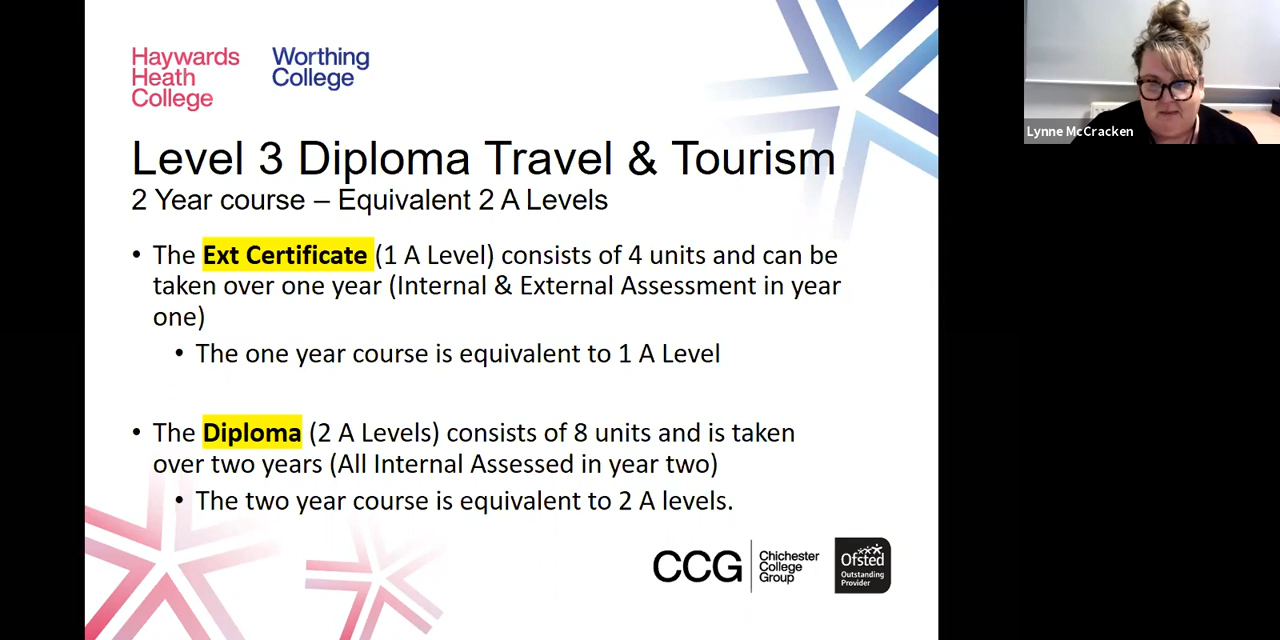 Haywards
Heath
College
Worthing
College
Level 3 Diploma Travel & Tourism
2 Year course – Equivalent 2 A Levels
• The Ext Certificate (1 A Level) consists of 4 units and can be
taken over one year (Internal & External Assessment in year
one)
• The one year course is equivalent to 1 A Level
• The Diploma (2 A Levels) consists of 8 units and is taken
over two years (All Internal Assessed in year two)
• The two year course is equivalent to 2 A levels.
CCG
Chichester
College
Group
Ofsted
Outstanding
Provider
Lynne McCracken